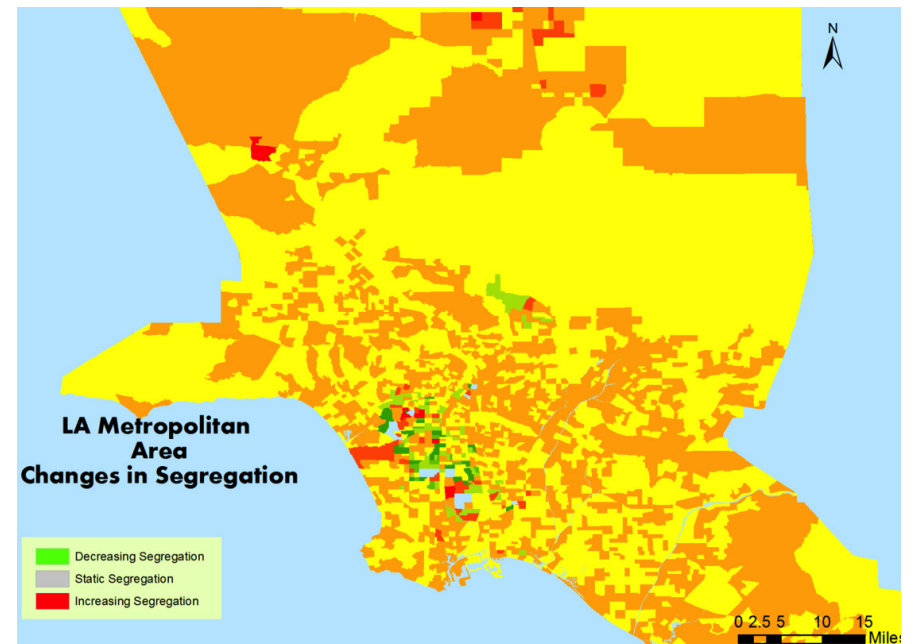 N
LA Metropolitan
Area
Changes in Segregation
Decreasing Segregation
Static Segregation
Increasing Segregation
0 2.5 5 10 15
Miles